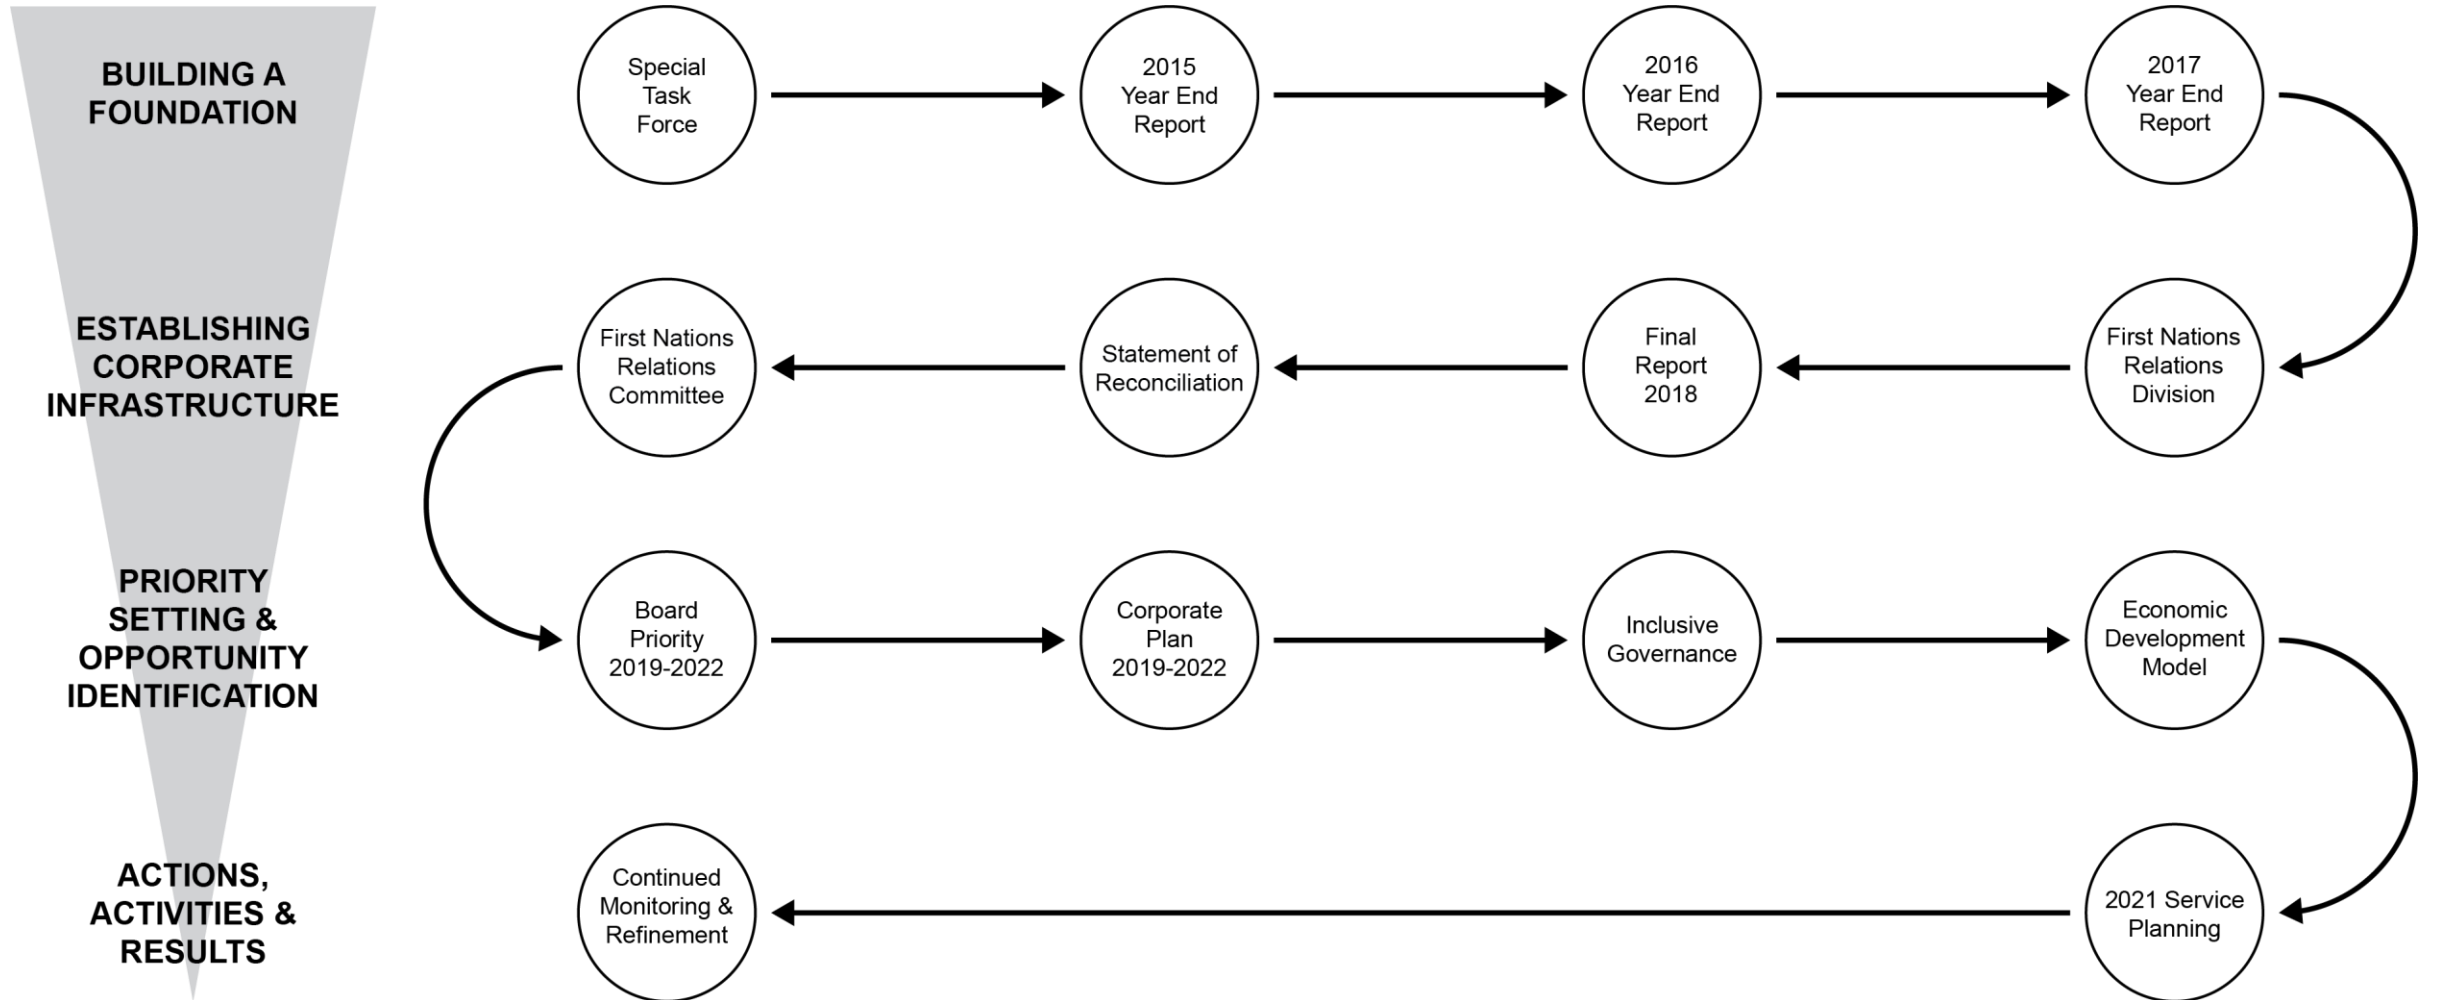 BUILDING A
FOUNDATION
Special
Task
Force
2015
Year End
Report
2016
Year End
Report
2017
Year End
Report
ESTABLISHING
CORPORATE
INFRASTRUCTURE
First Nations
Relations
Committee
Statement of
Reconciliation
Final
Report
2018
First Nations
Relations
Division
PRIORITY
SETTING &
OPPORTUNITY
IDENTIFICATION
Board
Priority
2019-2022
Corporate
Plan
2019-2022
Inclusive
Governance
Economic
Development
Model
ACTIONS,
ACTIVITIES &
RESULTS
Continued
Monitoring &
Refinement
2021 Service
Planning